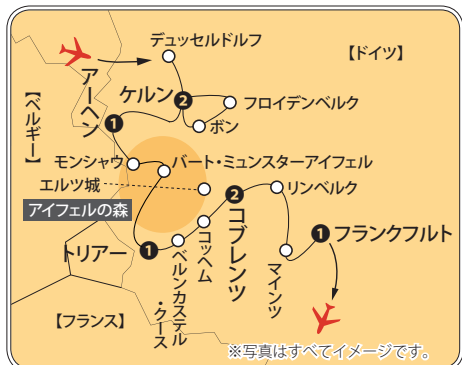 デュッセルドルフ
【ドイツ】
アーヘン
ケルン
2
フロイデンベルク
【ベルギー】
1
ボン
モンシャウ
バート・ミュンスターアイフェル
エルツ城
2
リンベルク
アイフェルの森
コブレンツ
1
フランクフルト
トリアー
1
コッヘム
マインツ
ベルンカステル
・クース
【フランス】
※写真はすべてイメージです。